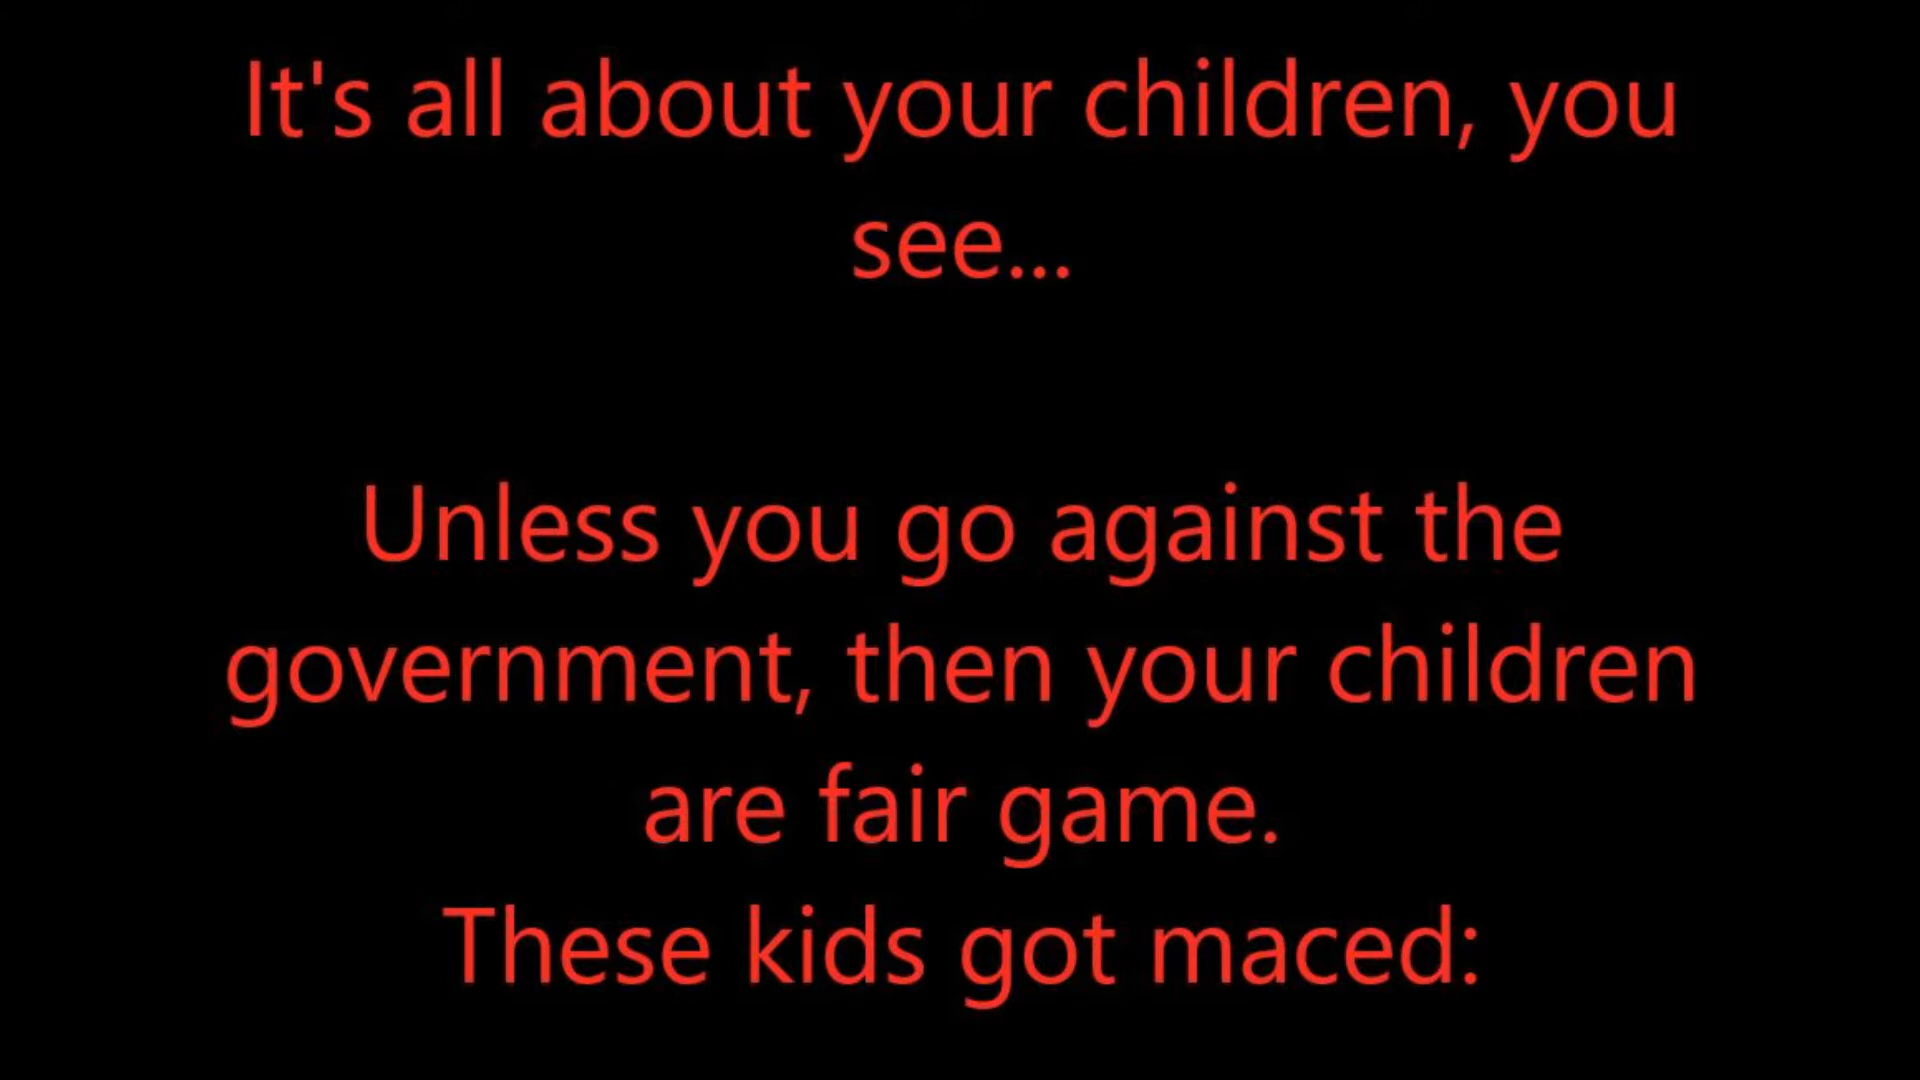 It's all about your children, you
see...
Unless you go against the
government, then your children
are fair game.
These kids got maced: